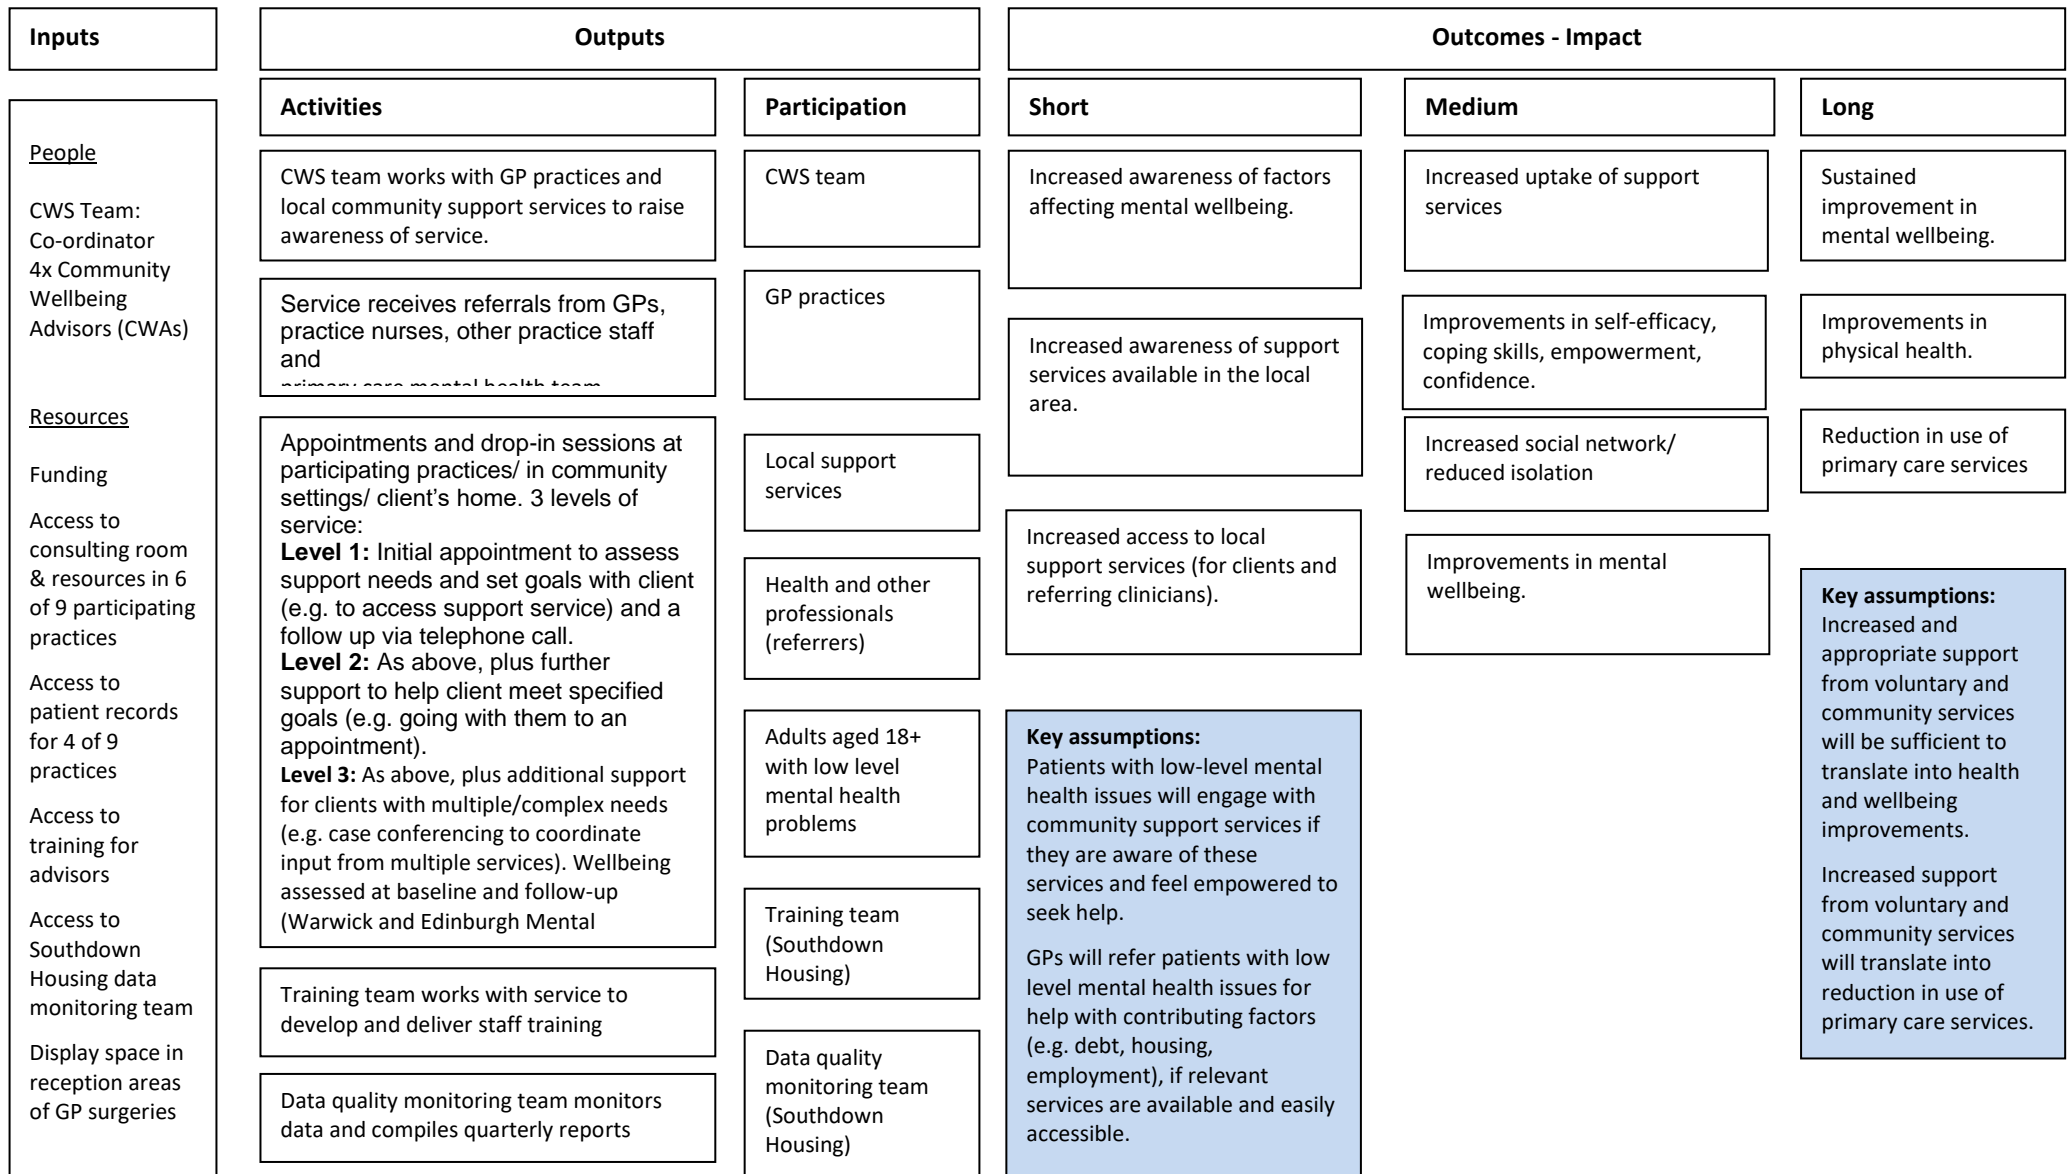 Inputs
Outputs
Outcomes - Impact
People
CWS Team:
Co-ordinator
4x Community
Wellbeing
Advisors (CWAs)
Resources
Funding
Access to
consulting room
& resources in 6
of 9 participating
practices
Access to
patient records
for 4 of 9
practices
Access to
training for
advisors
Access to
Southdown
Housing data
monitoring team
Display space in
reception areas
of GP surgeries
Activities
CWS team works with GP practices and
local community support services to raise
awareness of service.
Service receives referrals from GPs,
practice nurses, other practice staff
and
primary care mental health team
Appointments and drop-in sessions at
participating practices/ in community
settings/ client's home. 3 levels of
service:
Level 1: Initial appointment to assess
support needs and set goals with client
(e.g. to access support service) and a
follow up via telephone call.
Level 2: As above, plus further
support to help client meet specified
goals (e.g. going with them to an
appointment).
Level 3: As above, plus additional support
for clients with multiple/complex needs
(e.g. case conferencing to coordinate
input from multiple services). Wellbeing
assessed at baseline and follow-up
(Warwick and Edinburgh Mental
Training team works with service to
develop and deliver staff training
Data quality monitoring team monitors
data and compiles quarterly reports
Participation
CWS team
GP practices
Local support
services
Health and other
professionals
(referrers)
Adults aged 18+
with low level
mental health
problems
Training team
(Southdown
Housing)
Data quality
monitoring team
(Southdown
Housing)
Short
Increased awareness of factors
affecting mental wellbeing.
Increased awareness of support
services available in the local
area.
Increased access to local
support services (for clients and
referring clinicians).
Key assumptions:
Patients with low-level mental
health issues will engage with
community support services if
they are aware of these
services and feel empowered to
seek help.
GPs will refer patients with low
level mental health issues for
help with contributing factors
(e.g. debt, housing,
employment), if relevant
services are available and easily
accessible.
Medium
Increased uptake of support
services
Improvements in self-efficacy,
coping skills, empowerment,
confidence.
Increased social network/
reduced isolation
Improvements in mental
wellbeing.
Long
Sustained
improvement in
mental wellbeing.
Improvements in
physical health.
Reduction in use of
primary care services
Key assumptions:
Increased and
appropriate support
from voluntary and
community services
will be sufficient to
translate into health
and wellbeing
improvements.
Increased support
from voluntary and
community services
will translate into
reduction in use of
primary care services.